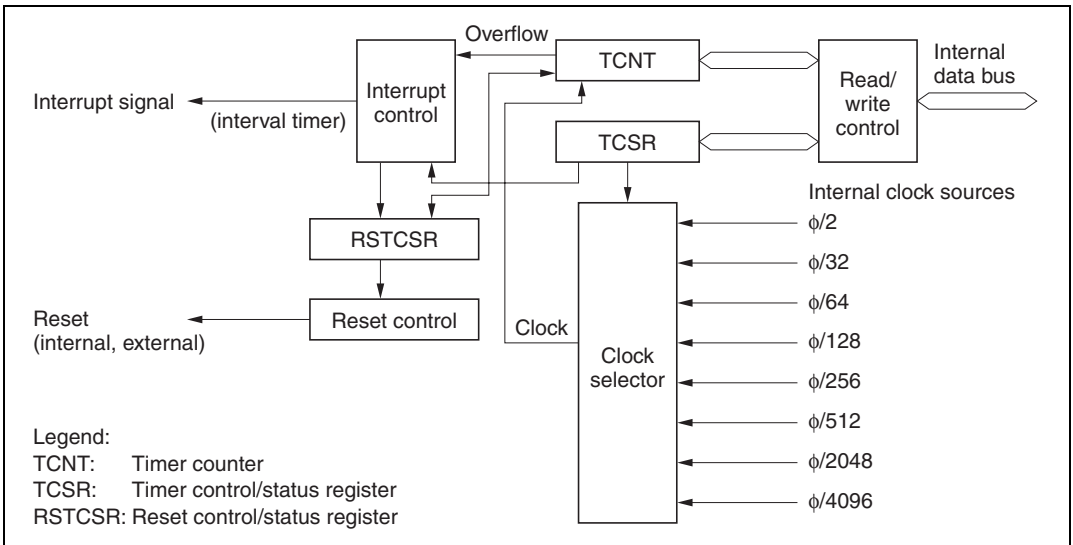 Overflow
TCNT
Internal
data bus
Read/
write
control
Interrupt
control
Interrupt signal
(interval timer)
TCSR
Internal clock sources
RSTCSR
ϕ/2
ϕ/32
ϕ/64
Reset
(internal, external)
Reset control
Clock
Clock
selector
ϕ/128
ϕ/256
ϕ/512
ϕ/2048
ϕ/4096
Legend:
TCNT: Timer counter
TCSR: Timer control/status register
RSTCSR: Reset control/status register